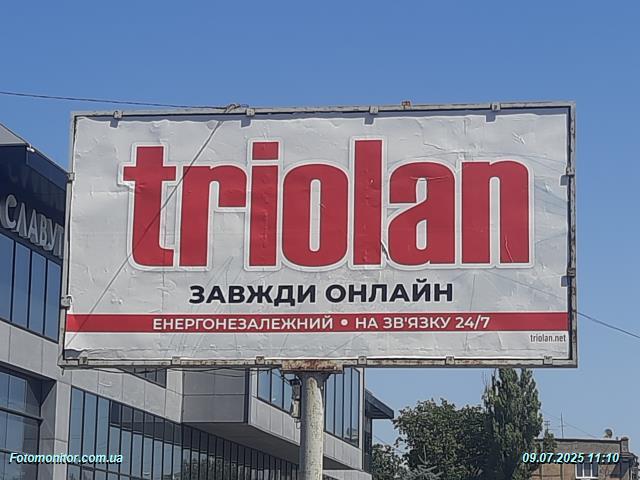 triolan
ЗАВЖДИ ОНЛАЙН
ЕНЕРГОНЕЗАЛЕЖНИЙ • НА ЗВ'ЯЗКУ 24/7
triolan.net
СЛАВУТ
Fotomonitor.com.ua
09.07.2025 11:10